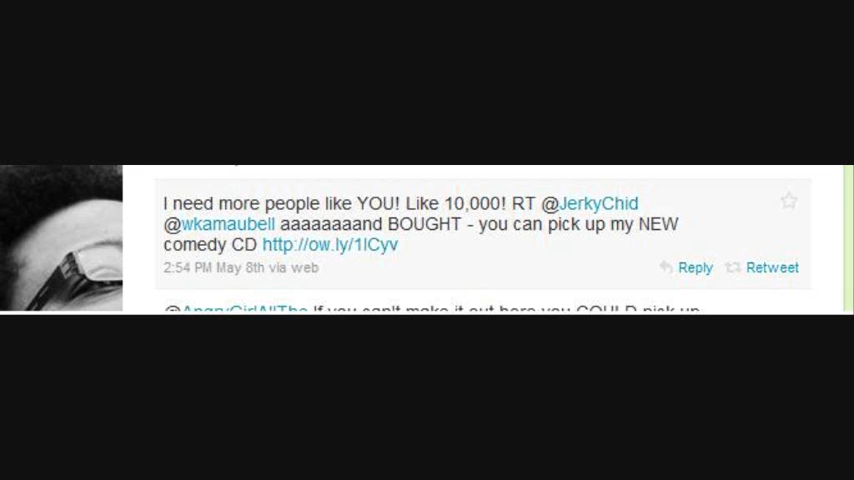 I need more people like YOU! Like 10,000! RT @JerkyChid
@wkamaubell aaaaaaaand BOUGHT - you can pick up my NEW
comedy CD http://ow.ly/1lCyv
2:54 PM May 8th via web Reply Retweet
@AngryGirlAllThe If you can't make it out here you COULD pick up